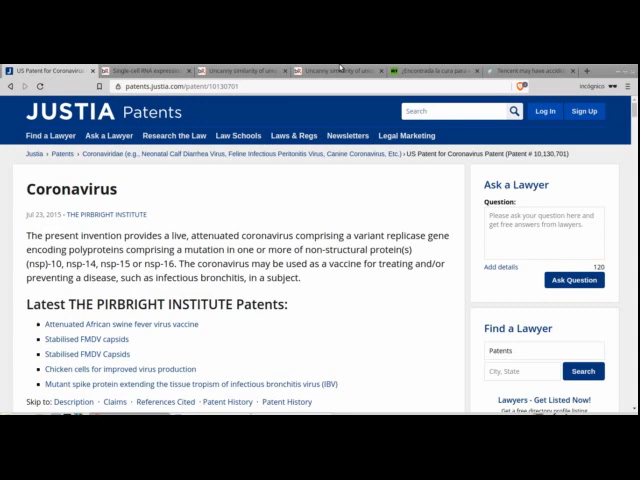 US Patent for Coronavirus
Single cell RNA expression
Uncanny similarity of uniq
Uncanny similarity of uniq
¿Encontrada la cura para
Tencent may have accide
patents.justia.com/patent/10130701
Incógnico
JUSTIA Patents
Search
Log In
Sign Up
Find a Lawyer Ask a Lawyer Research the Law Law Schools Laws & Regs Newsletters Legal Marketing
Justia › Patents › Coronaviridae (e.g., Neonatal Calf Diarrhea Virus, Feline Infectious Peritonitis Virus, Canine Coronavirus, Etc.) › US Patent for Coronavirus Patent (Patent # 10,130,701)
Coronavirus
Jul 23, 2015 - THE PIRBRIGHT INSTITUTE
The present invention provides a live, attenuated coronavirus comprising a variant replicase gene
encoding polyproteins comprising a mutation in one or more of non-structural protein(s)
(nsp)-10, nsp-14, nsp-15 or nsp-16. The coronavirus may be used as a vaccine for treating and/or
preventing a disease, such as infectious bronchitis, in a subject.
Latest THE PIRBRIGHT INSTITUTE Patents:
Attenuated African swine fever virus vaccine
Stabilised FMDV capsids
Stabilised FMDV Capsids
Chicken cells for improved virus production
Mutant spike protein extending the tissue tropism of infectious bronchitis virus (IBV)
Skip to: Description · Claims · References Cited · Patent History · Patent History
Ask a Lawyer
Question:
Please ask your question here and
get free answers from lawyers.
Add details
120
Ask Question
Find a Lawyer
Patents
City, State
Search
Lawyers - Get Listed Now!
Get a free directory profile listing